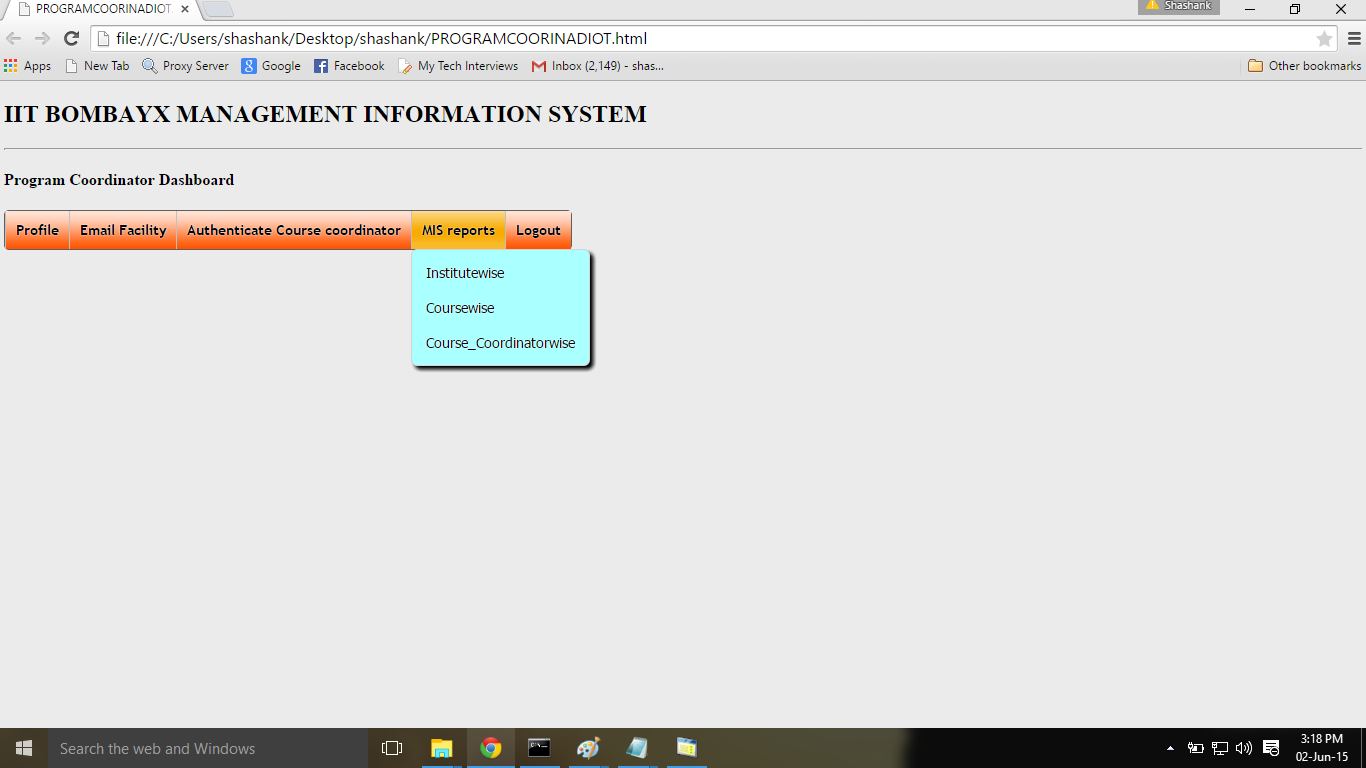 PROGRAMCOORINADIOT
Shashank
file:///C:/Users/shashank/Desktop/shashank/PROGRAMCOORINADIOT.html
Apps New Tab Proxy Server Google Facebook My Tech Interviews Inbox (2,149) - shas... Other bookmarks
IIT BOMBAYX MANAGEMENT INFORMATION SYSTEM
Program Coordinator Dashboard
Profile Email Facility Authenticate Course coordinator MIS reports Logout
Institutewise
Coursewise
Course_Coordinatorwise
Search the web and Windows
3:18 PM
02-Jun-15